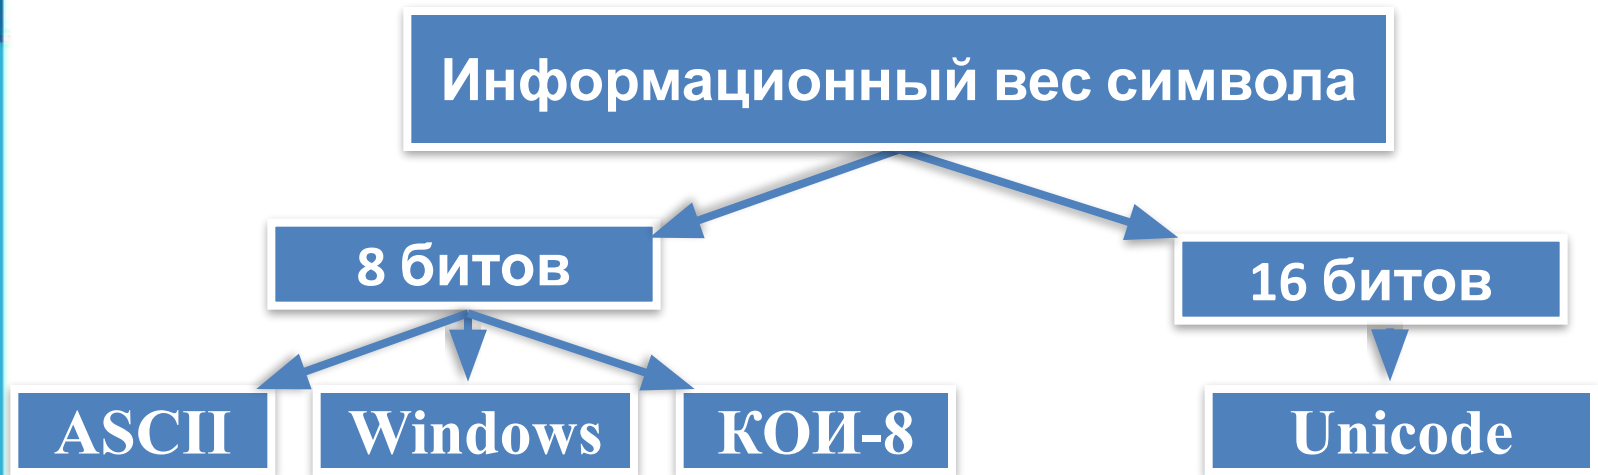 Информационный вес символа
8 битов
16 битов
ASCII
Windows
КОИ-8
Unicode